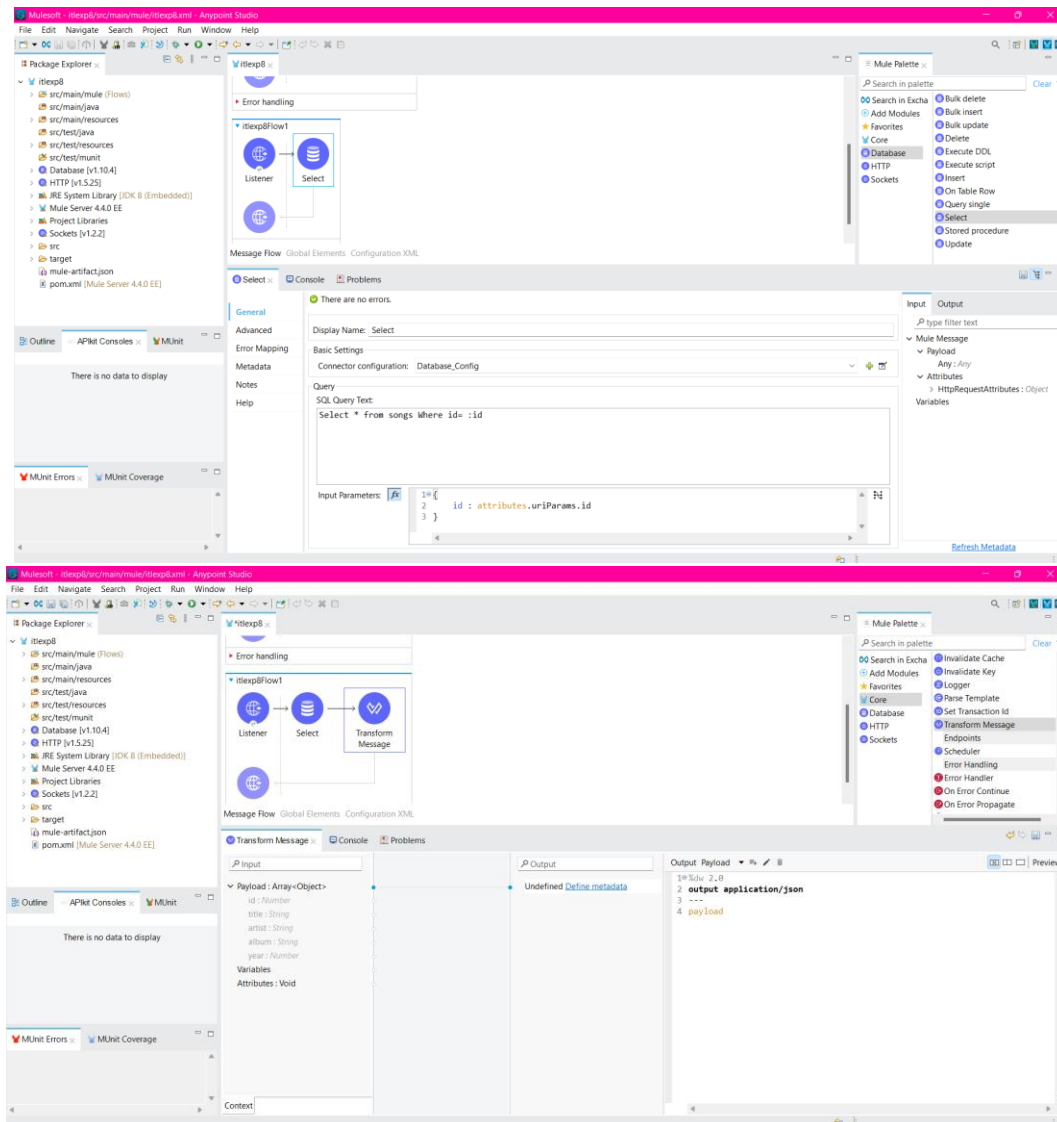 Mulesoft - itlexp8/src/main/mule/itlexp8.xml - Anypoint Studio
File Edit Navigate Search Project Run Window Help
Package Explorer
itlexp8
src/main/mule (Flows)
src/main/java
src/main/resources
src/test/java
src/test/resources
src/test/munit
Database [v1.10.4]
HTTP [v1.5.25]
JRE System Library [JDK 8 (Embedded)]
Mule Server 4.4.0 EE
Project Libraries
Sockets [v1.2.2]
src
target
mule-artifact.json
pom.xml [Mule Server 4.4.0 EE]
Outline
APIkit Consoles
MUnit
There is no data to display
MUnit Errors
MUnit Coverage
itlexp8
Error handling
itlexp8Flow1
Listener
Select
Message Flow Global Elements Configuration XML
Mule Palette
Search in palette
Clear
Search in Excha
Add Modules
Favorites
Core
Database
HTTP
Sockets
Bulk delete
Bulk insert
Bulk update
Delete
Execute DDL
Execute script
Insert
On Table Row
Query single
Select
Stored procedure
Update
Select
Console
Problems
General
Advanced
Error Mapping
Metadata
Notes
Help
There are no errors.
Display Name: Select
Basic Settings
Connector configuration: Database_Config
Query
SQL Query Text:
Select * from songs Where id= :id
Input Parameters: fx
1 {
2 id : attributes.uriParams.id
3 }
Input Output
type filter text
Mule Message
Payload
Any : Any
Attributes
HttpRequestAttributes : Object
Variables
Refresh Metadata
Mulesoft - itlexp8/src/main/mule/itlexp8.xml - Anypoint Studio
File Edit Navigate Search Project Run Window Help
Package Explorer
itlexp8
src/main/mule (Flows)
src/main/java
src/main/resources
src/test/java
src/test/resources
src/test/munit
Database [v1.10.4]
HTTP [v1.5.25]
JRE System Library [JDK 8 (Embedded)]
Mule Server 4.4.0 EE
Project Libraries
Sockets [v1.2.2]
src
target
mule-artifact.json
pom.xml [Mule Server 4.4.0 EE]
Outline
APIkit Consoles
MUnit
There is no data to display
MUnit Errors
MUnit Coverage
*itlexp8
Error handling
itlexp8Flow1
Listener
Select
Transform
Message
Message Flow Global Elements Configuration XML
Mule Palette
Search in palette
Clear
Search in Excha
Add Modules
Favorites
Core
Database
HTTP
Sockets
Invalidate Cache
Invalidate Key
Logger
Parse Template
Set Transaction Id
Transform Message
Endpoints
Scheduler
Error Handling
Error Handler
On Error Continue
On Error Propagate
Transform Message
Console
Problems
Input
Payload : Array<Object>
id : Number
title : String
artist : String
album : String
year : Number
Variables
Attributes : Void
Context
Output
Undefined Define metadata
Output Payload
Preview
1 %dw 2.0
2 output application/json
3 ---
4 payload